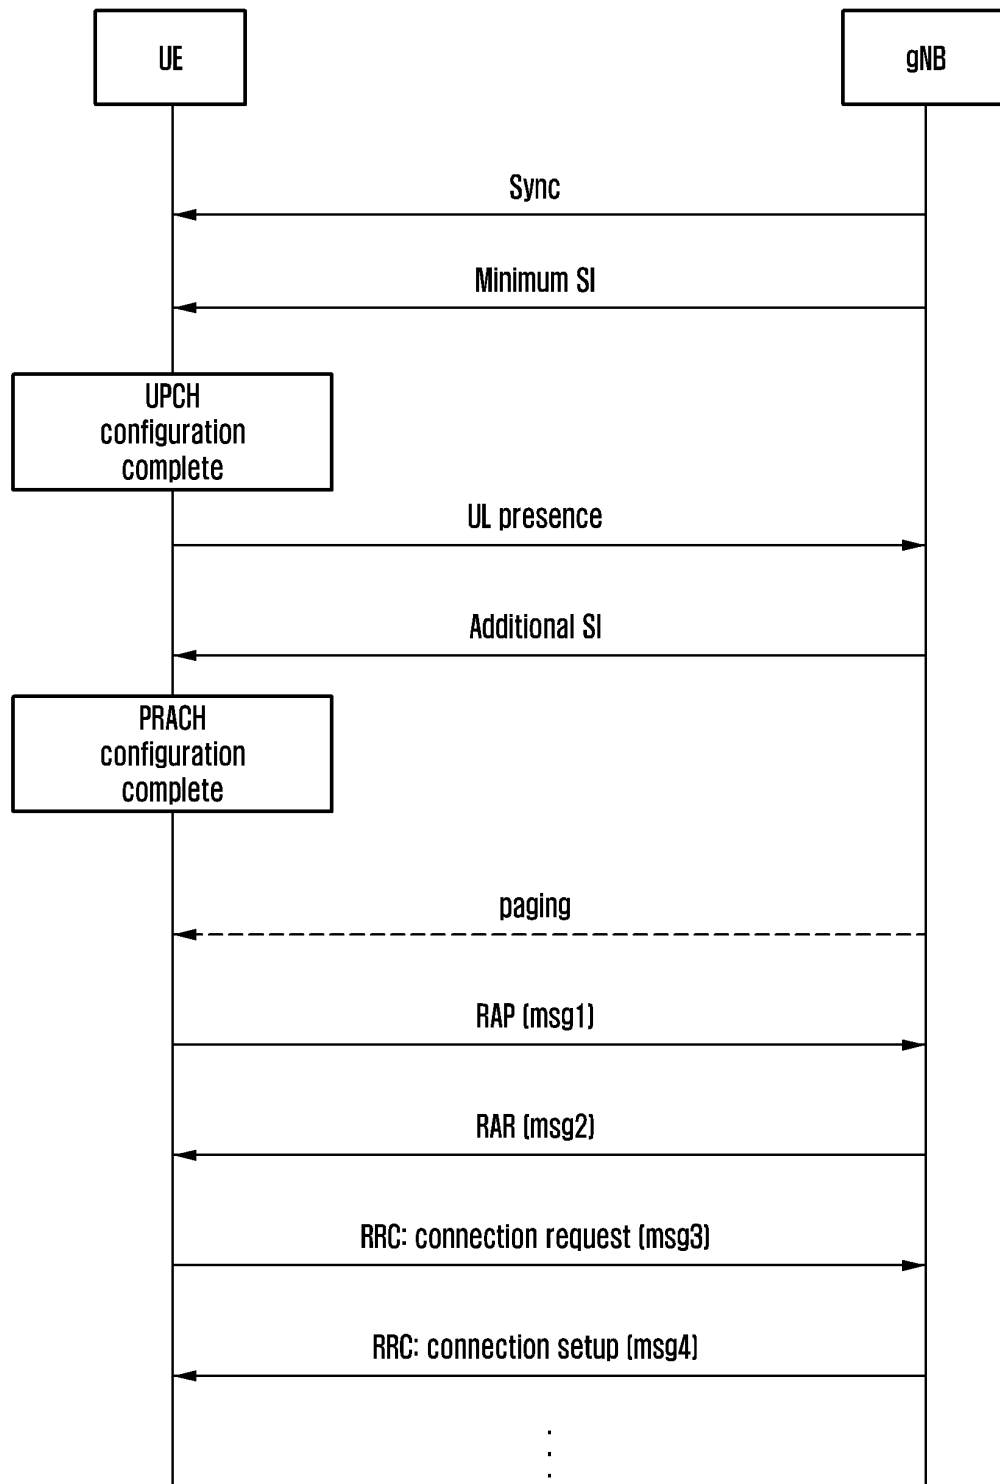 UE
gNB
Sync
Minimum SI
UPCH
configuration
complete
UL presence
Additional SI
PRACH
configuration
complete
paging
RAP (msg1)
RAR (msg2)
RRC: connection request (msg3)
RRC: connection setup (msg4)